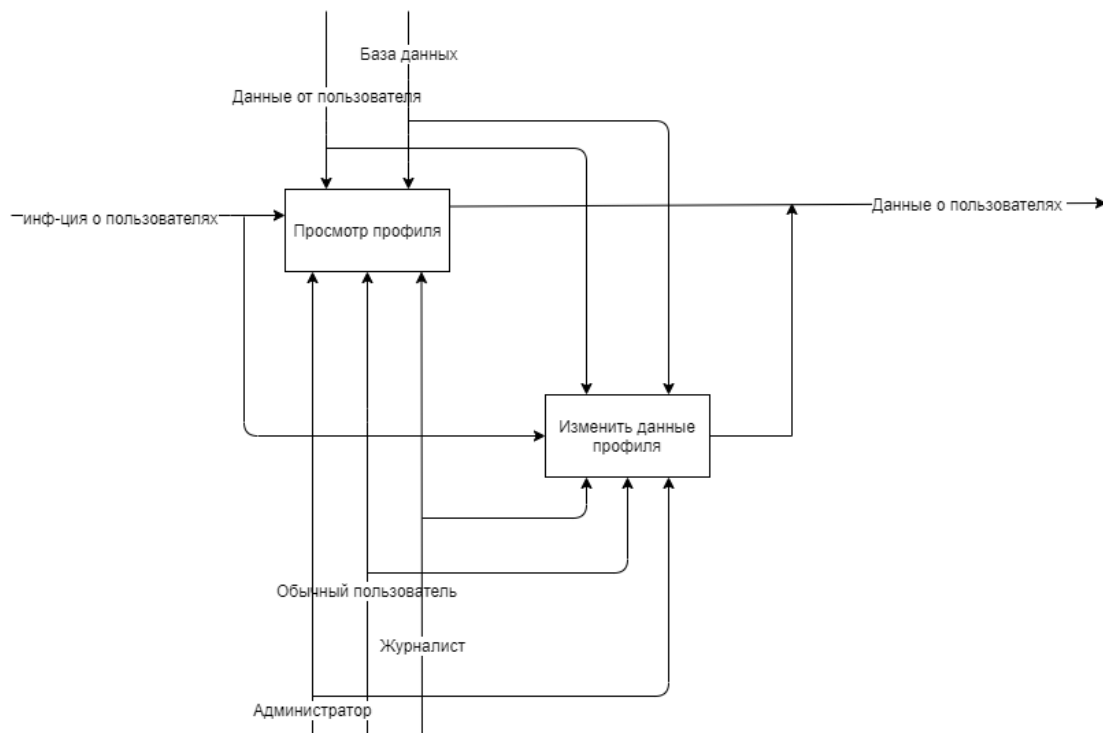 База данных
Данные от пользователя
инф-ция о пользователях
Данные о пользователях
Просмотр профиля
Изменить данные
профиля
Обычный пользователь
Журналист
Администратор